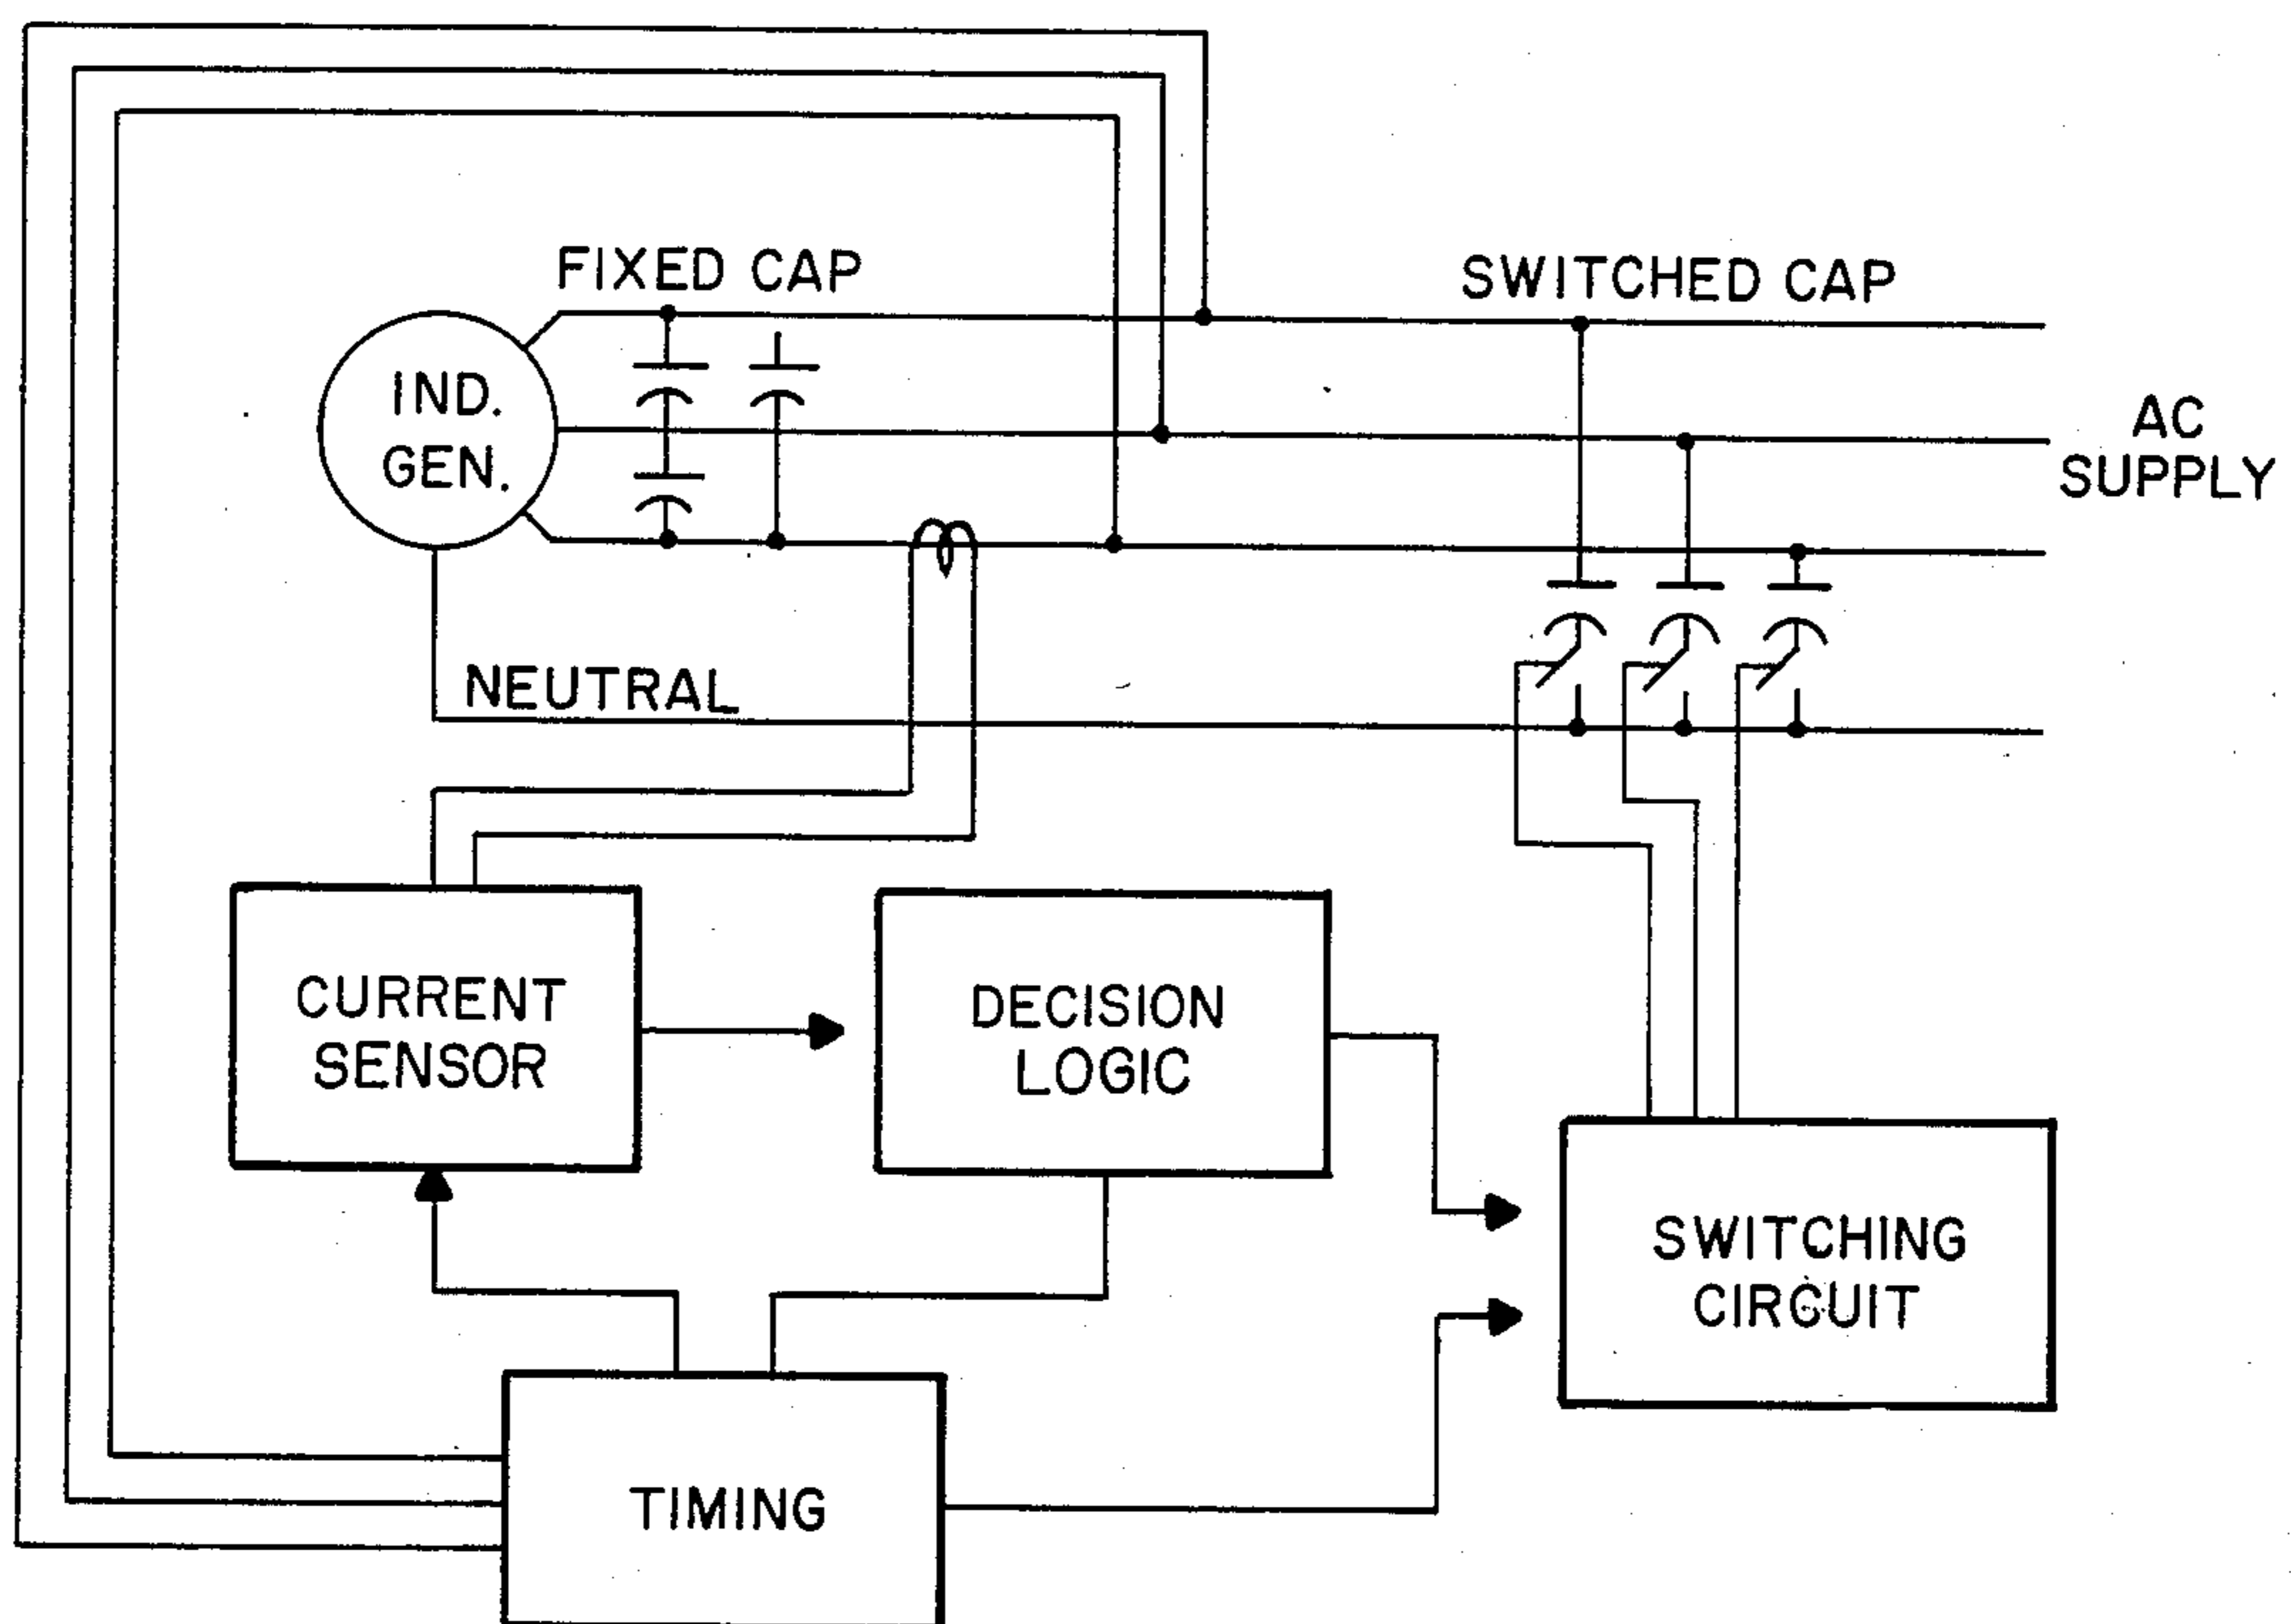 FIXED CAP
SWITCHED CAP
IND.
GEN.
AC
SUPPLY
NEUTRAL
CURRENT
SENSOR
DECISION
LOGIC
SWITCHING
CIRCUIT
TIMING